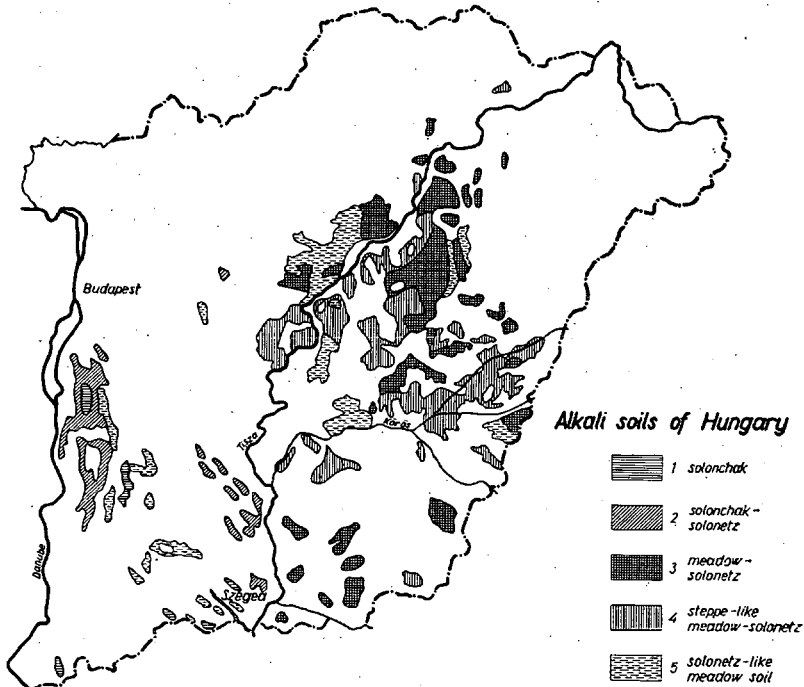 Budapest
Tisza
Körös
Danube
Szeged
Alkali soils of Hungary
1 solonchak
2 solonchak-
solonetz
3 meadow-
solonetz
4 steppe-like
meadow-solonetz
5 solonetz-like
meadow soil